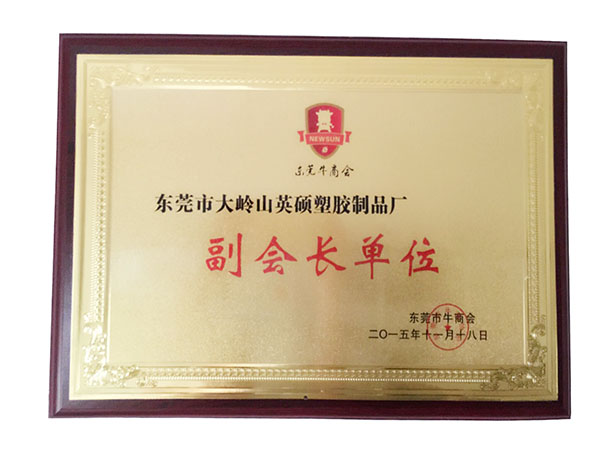 NEWSUN
东莞牛商会
东莞市大岭山英硕塑胶制品厂
副会长单位
东莞市牛商会
二〇一五年十一月十八日